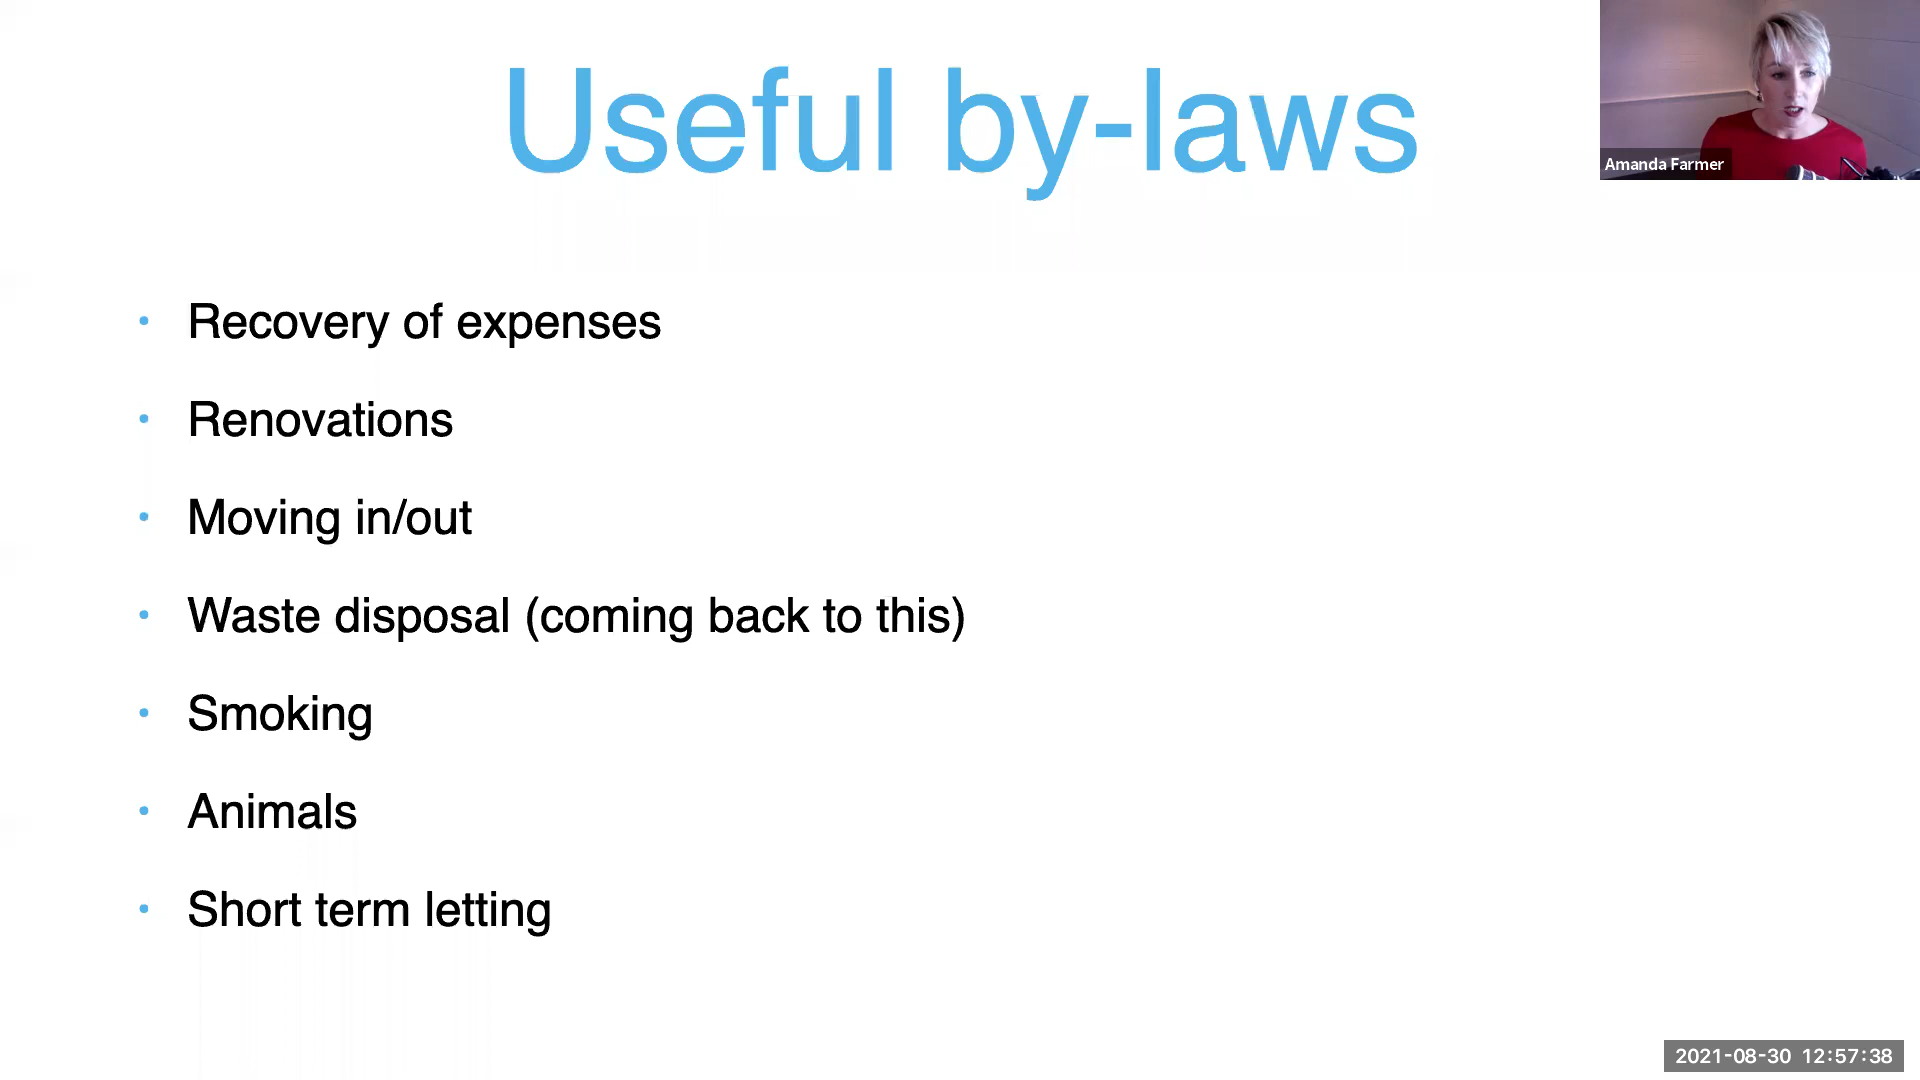 Useful by-laws
Amanda Farmer
• Recovery of expenses
• Renovations
• Moving in/out
• Waste disposal (coming back to this)
• Smoking
• Animals
• Short term letting
2021-08-30 12:57:38